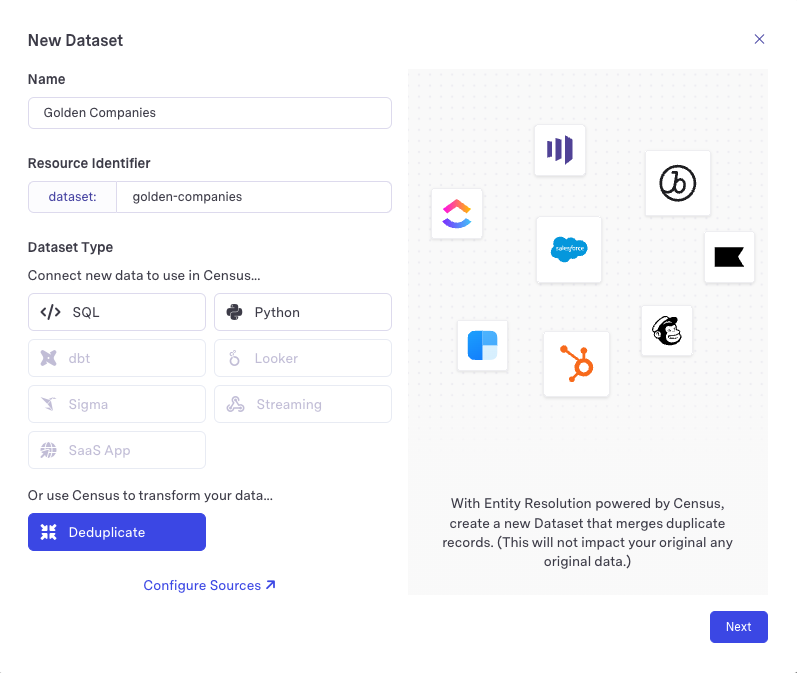 New Dataset
Name
Golden Companies
Resource Identifier
dataset: golden-companies
Dataset Type
Connect new data to use in Census...
SQL Python
dbt Looker
Sigma Streaming
SaaS App
Or use Census to transform your data...
Deduplicate
Configure Sources
salesforce
With Entity Resolution powered by Census,
create a new Dataset that merges duplicate
records. (This will not impact your original any
original data.)
Next